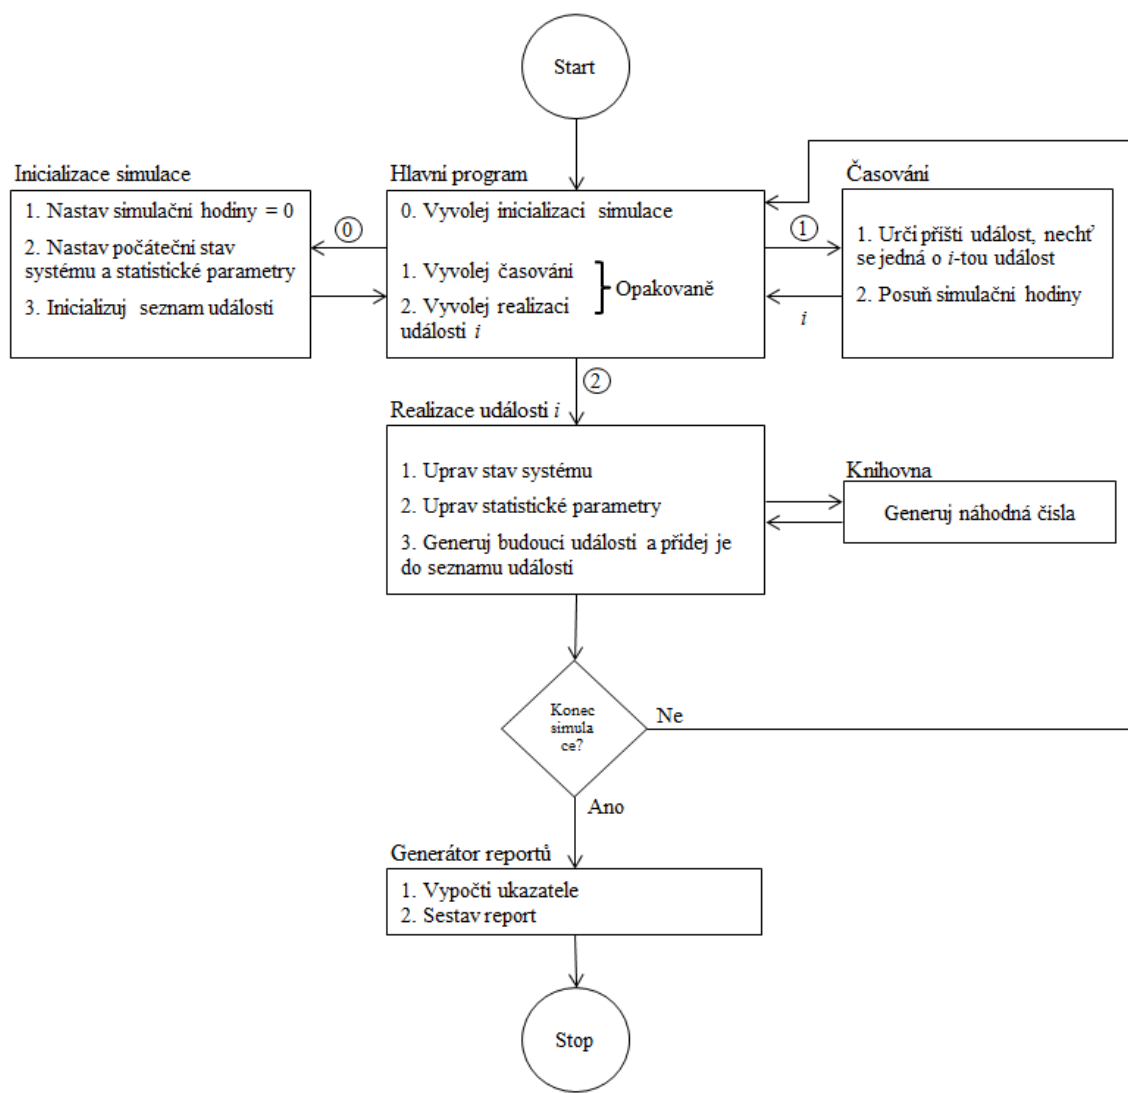 Start
Inicializace simulace
1. Nastav simulační hodiny = 0
2. Nastav počáteční stav
systému a statistické parametry
3. Inicializuj seznam událostí
0
Hlavní program
0. Vyvolej inicializaci simulace
1. Vyvolej časování
2. Vyvolej realizaci
události i
Opakovaně
1
i
Časování
1. Urči příští událost, nechť
se jedná o i-tou událost
2. Posuň simulační hodiny
2
Realizace události i
1. Uprav stav systému
2. Uprav statistické parametry
3. Generuj budoucí události a přidej je
do seznamu událostí
Knihovna
Generuj náhodná čísla
Konec
simula
ce?
Ne
Ano
Generátor reportů
1. Vypočti ukazatele
2. Sestav report
Stop